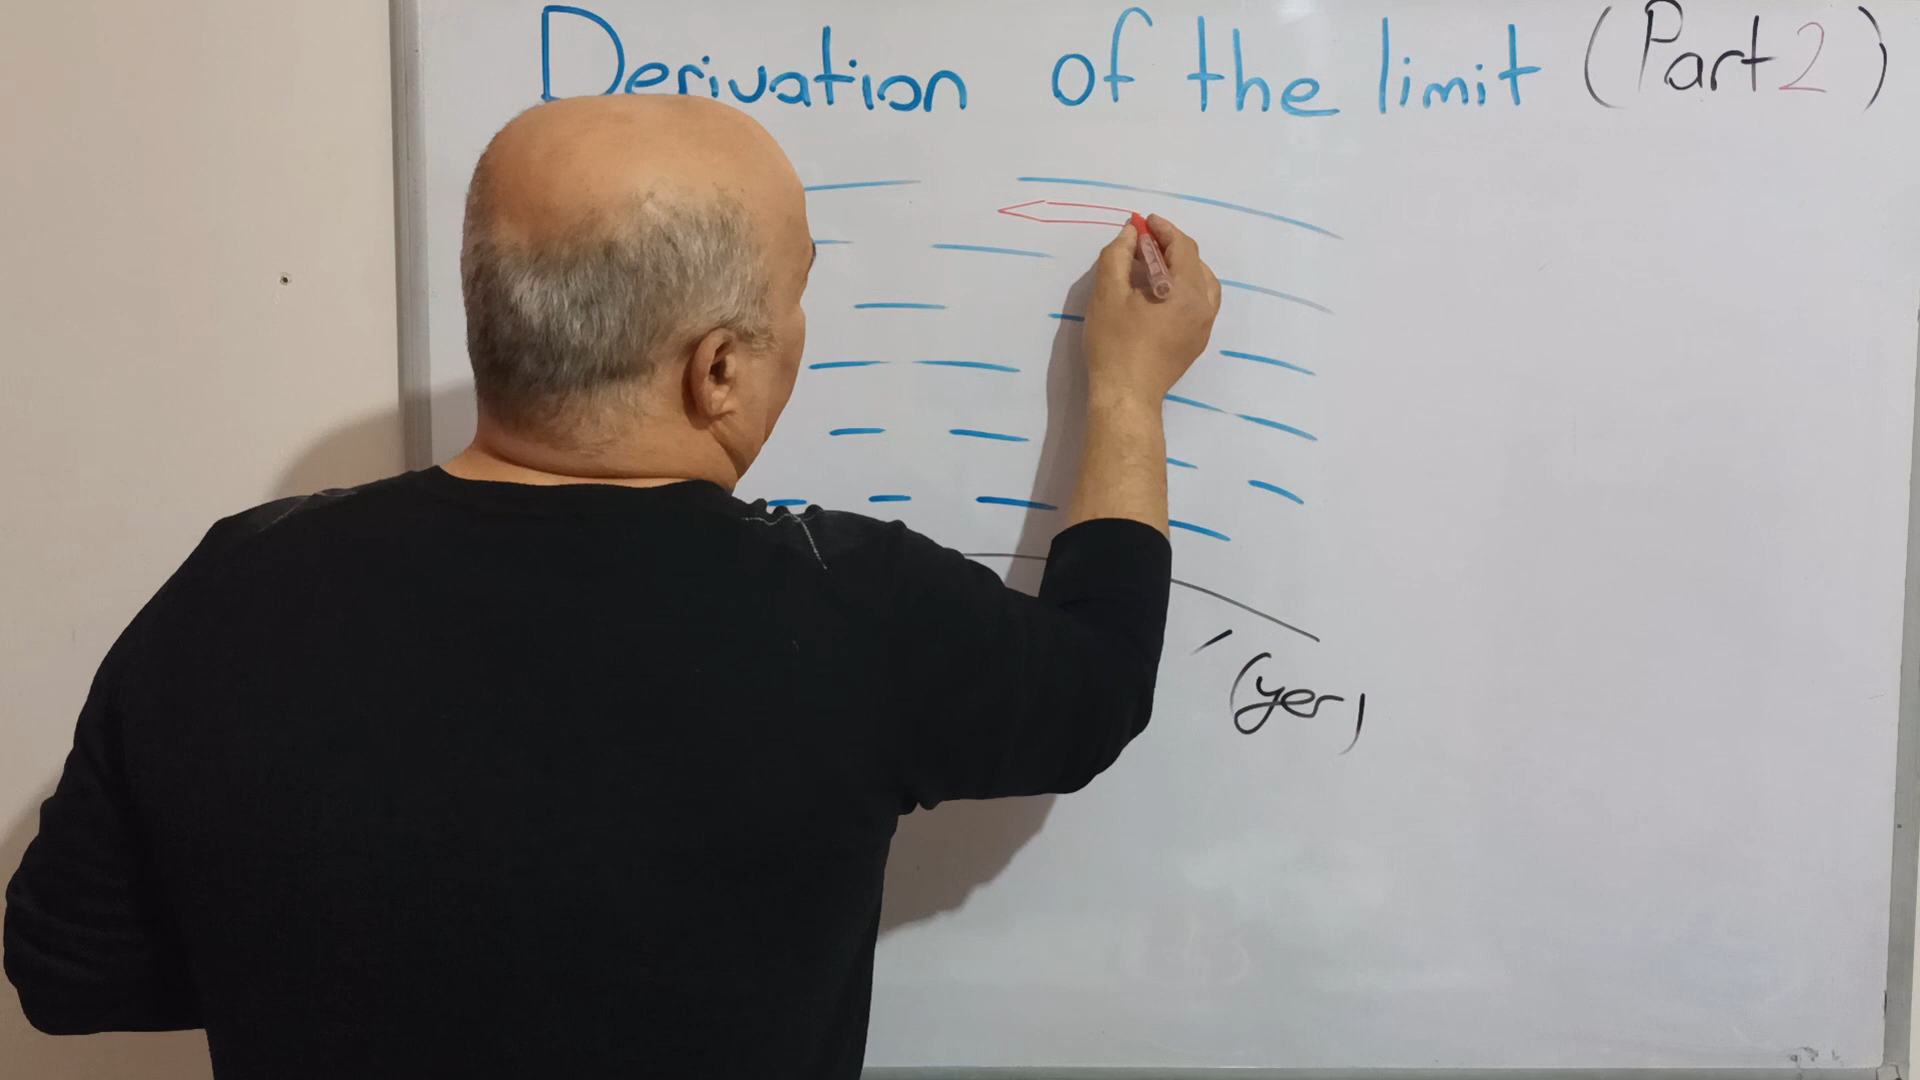 Derivation of the limit (Part 2)
(yer)